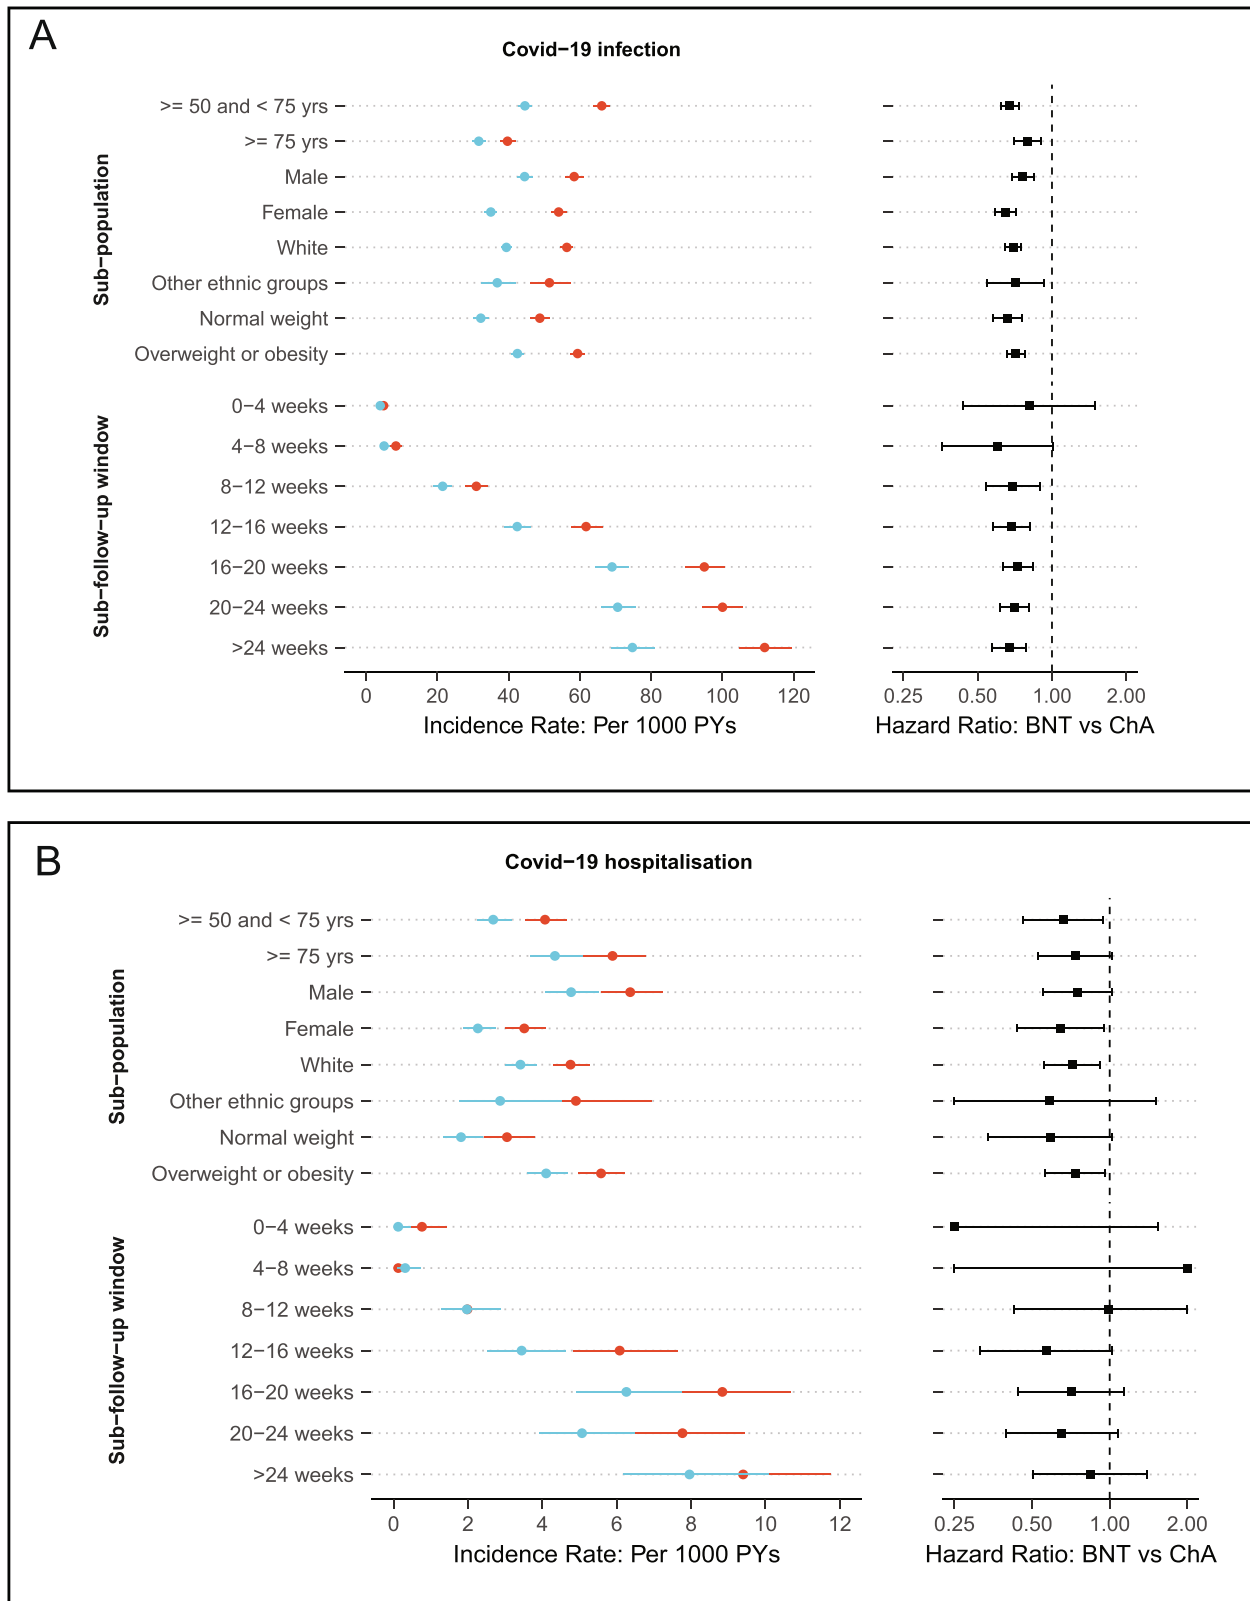 A
Covid−19 infection
Sub−population
>= 50 and < 75 yrs
>= 75 yrs
Male
Female
White
Other ethnic groups
Normal weight
Overweight or obesity
Sub−follow−up window
0−4 weeks
4−8 weeks
8−12 weeks
12−16 weeks
16−20 weeks
20−24 weeks
>24 weeks
0 20 40 60 80 100 120
Incidence Rate: Per 1000 PYs
0.25 0.50 1.00 2.00
Hazard Ratio: BNT vs ChA
B
Covid−19 hospitalisation
Sub−population
>= 50 and < 75 yrs
>= 75 yrs
Male
Female
White
Other ethnic groups
Normal weight
Overweight or obesity
Sub−follow−up window
0−4 weeks
4−8 weeks
8−12 weeks
12−16 weeks
16−20 weeks
20−24 weeks
>24 weeks
0 2 4 6 8 10 12
Incidence Rate: Per 1000 PYs
0.25 0.50 1.00 2.00
Hazard Ratio: BNT vs ChA